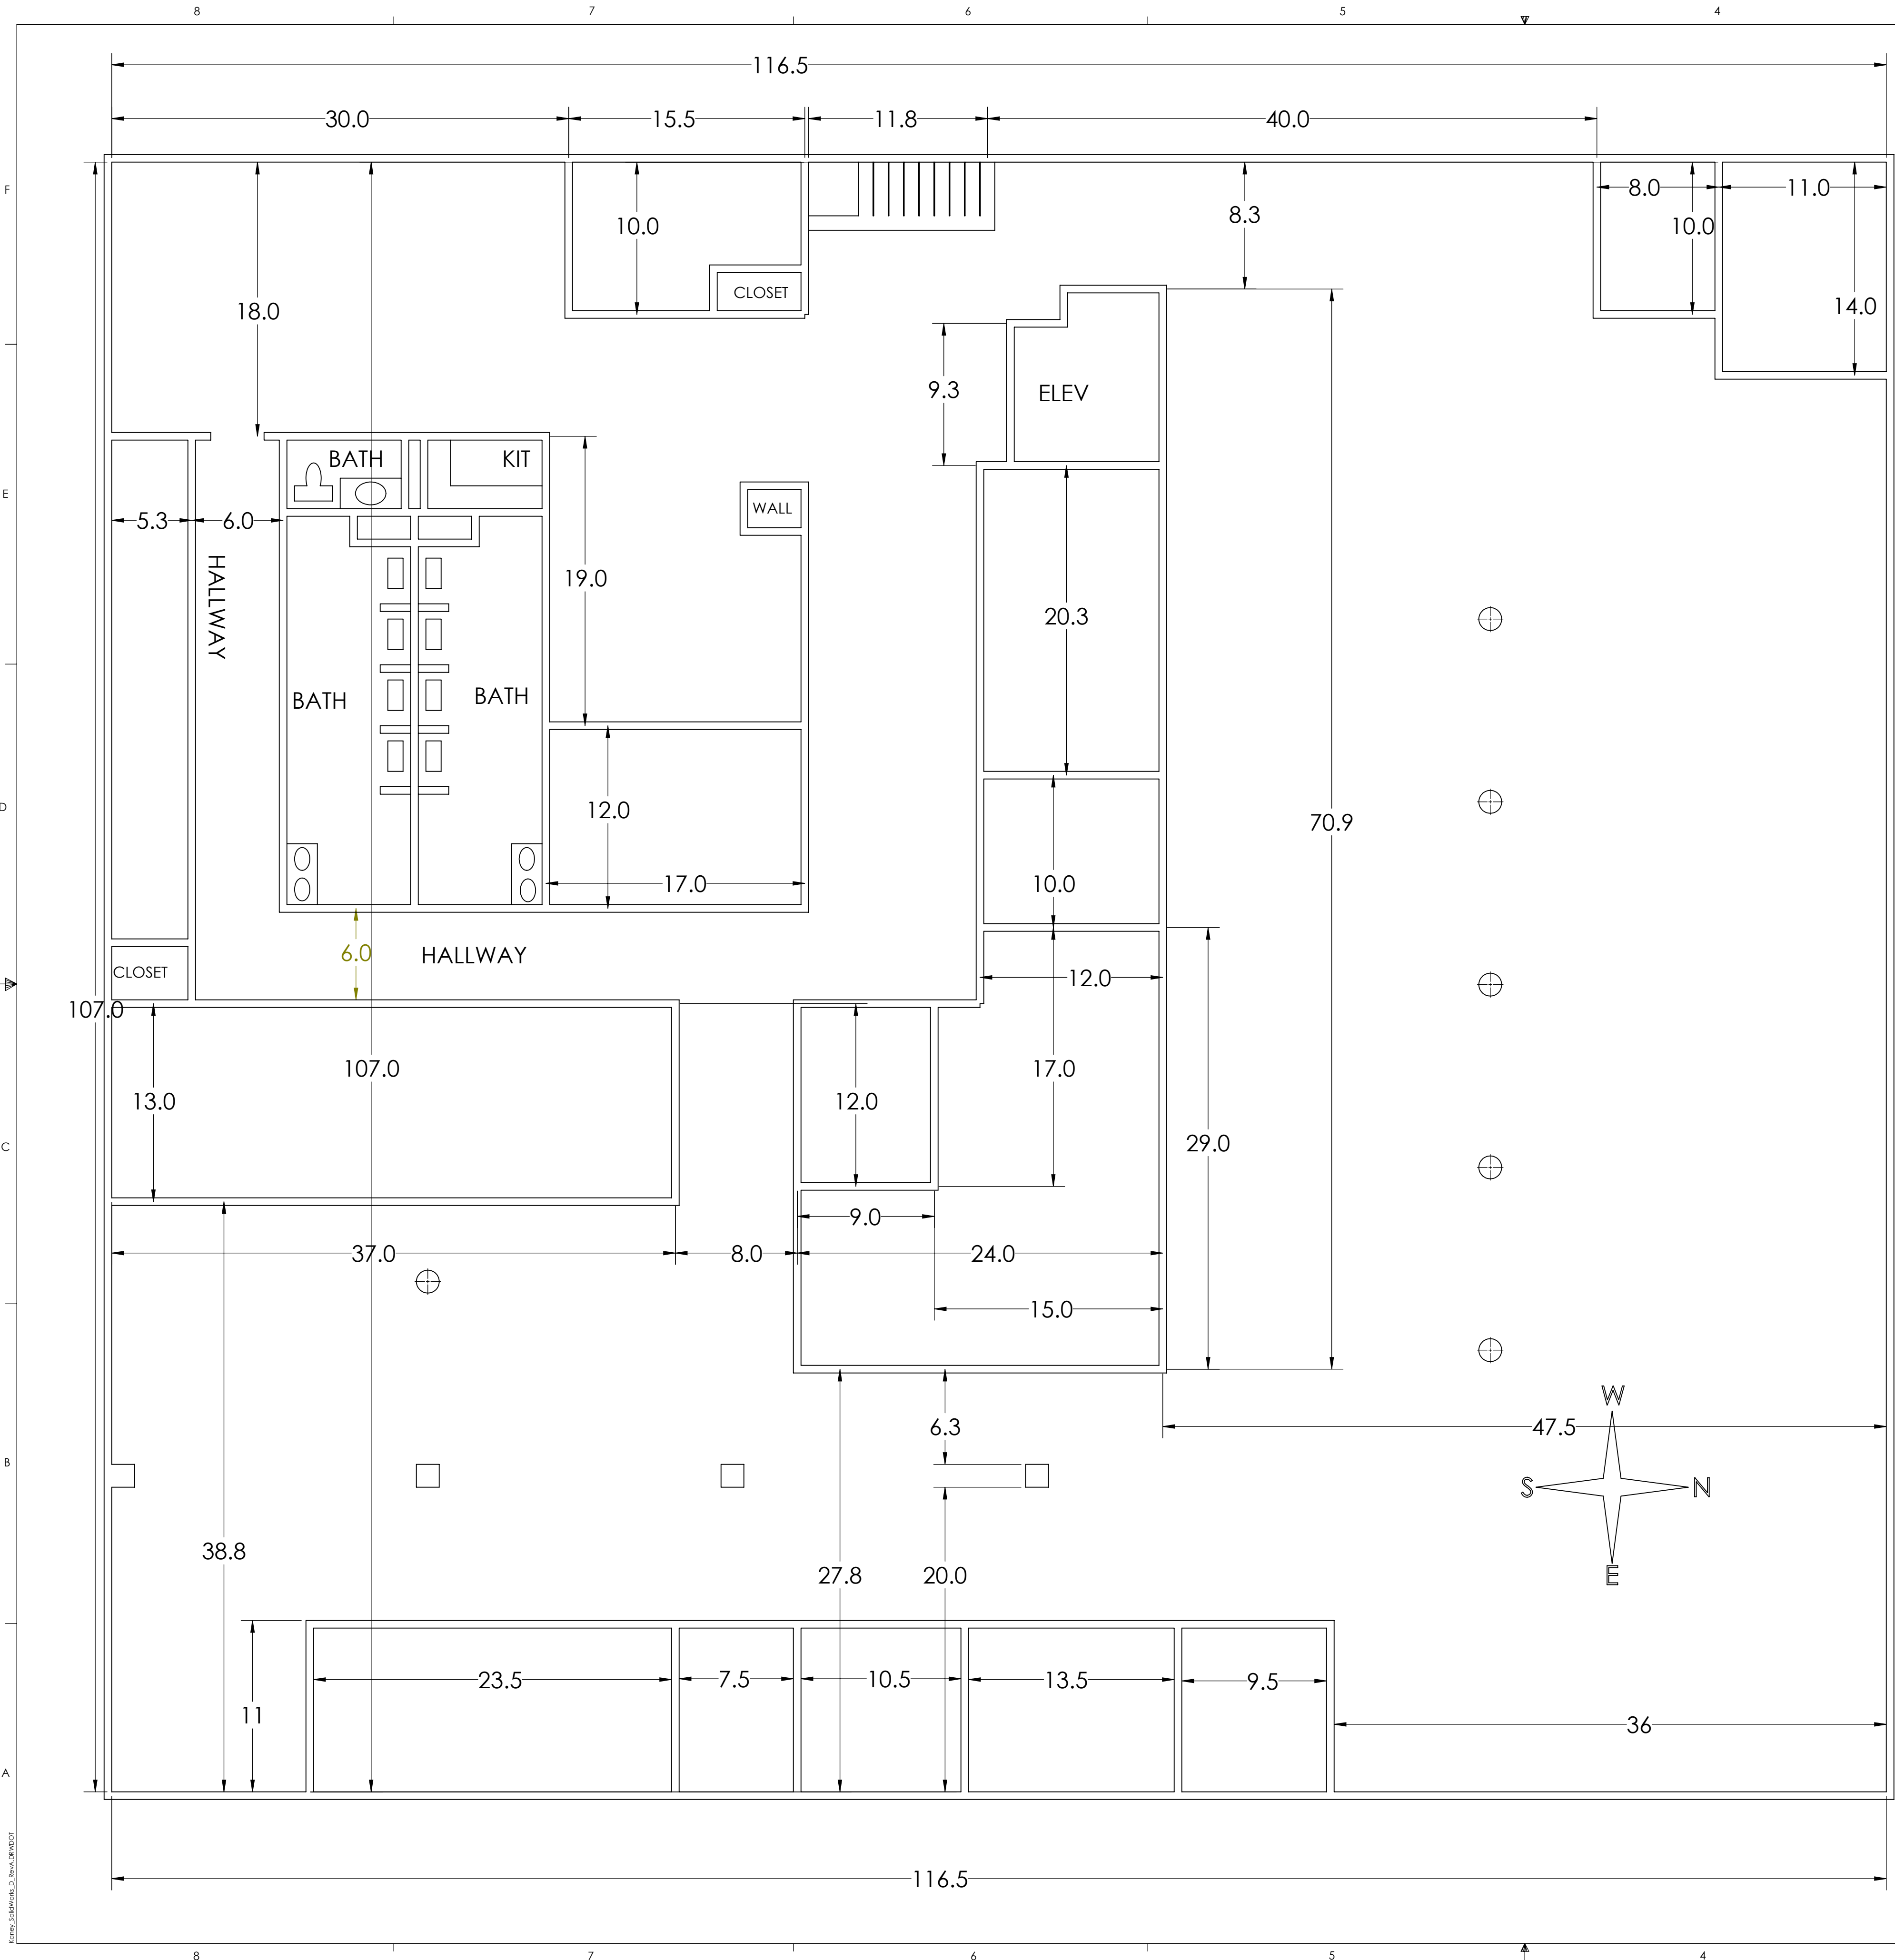 8 7 6 5 4
116.5
30.0 15.5 11.8 40.0
F
8.0 11.0
10.0 8.3 10.0
CLOSET
18.0 14.0
9.3 ELEV
BATH KIT
E
WALL
5.3 6.0
HALLWAY
19.0
20.3
BATH BATH
D
12.0 70.9
17.0 10.0
6.0 HALLWAY
CLOSET 12.0
107.0
107.0 17.0
13.0 12.0
C
29.0
9.0
37.0 8.0 24.0
15.0
W
6.3 47.5
B
S N
38.8
27.8 20.0
E
23.5 7.5 10.5 13.5 9.5
11 36
A
Kaney_SolidWorks_D_RevA.DRWDOT
116.5
8 7 6 5 4